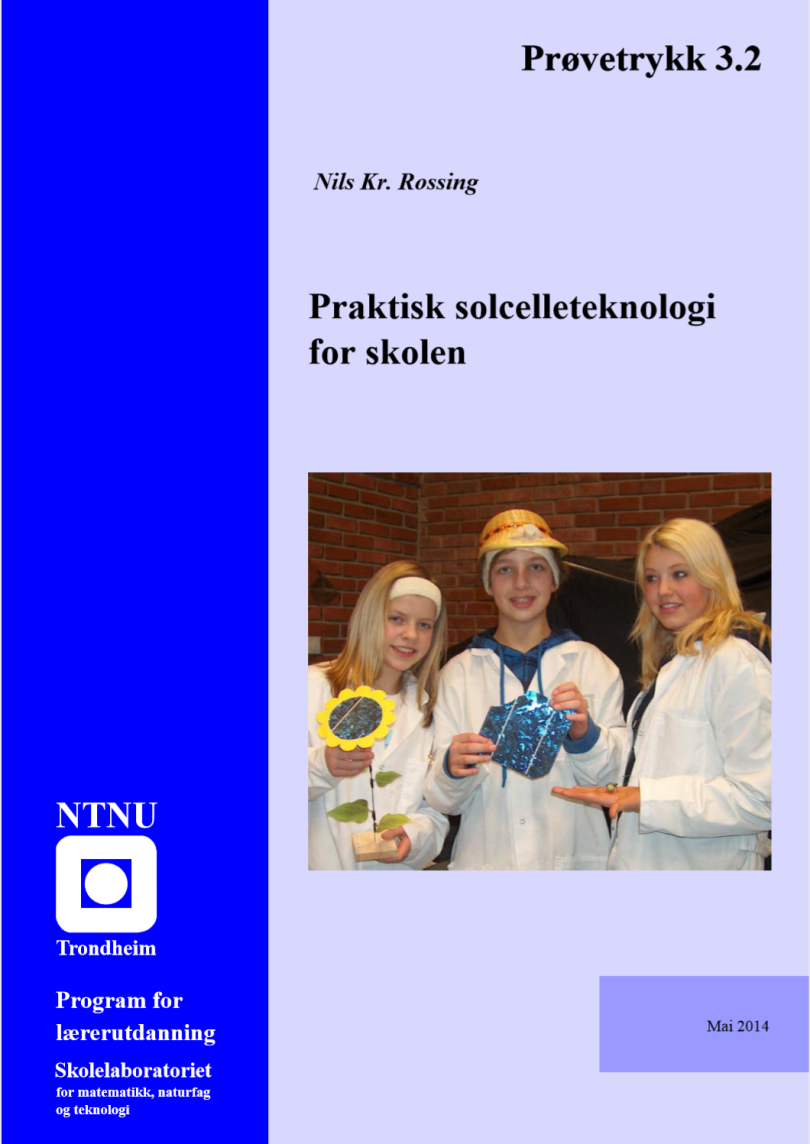 Prøvetrykk 3.2
Nils Kr. Rossing
Praktisk solcelleteknologi
for skolen
NTNU
Trondheim
Program for
lærerutdanning
Skolelaboratoriet
for matematikk, naturfag
og teknologi
Mai 2014